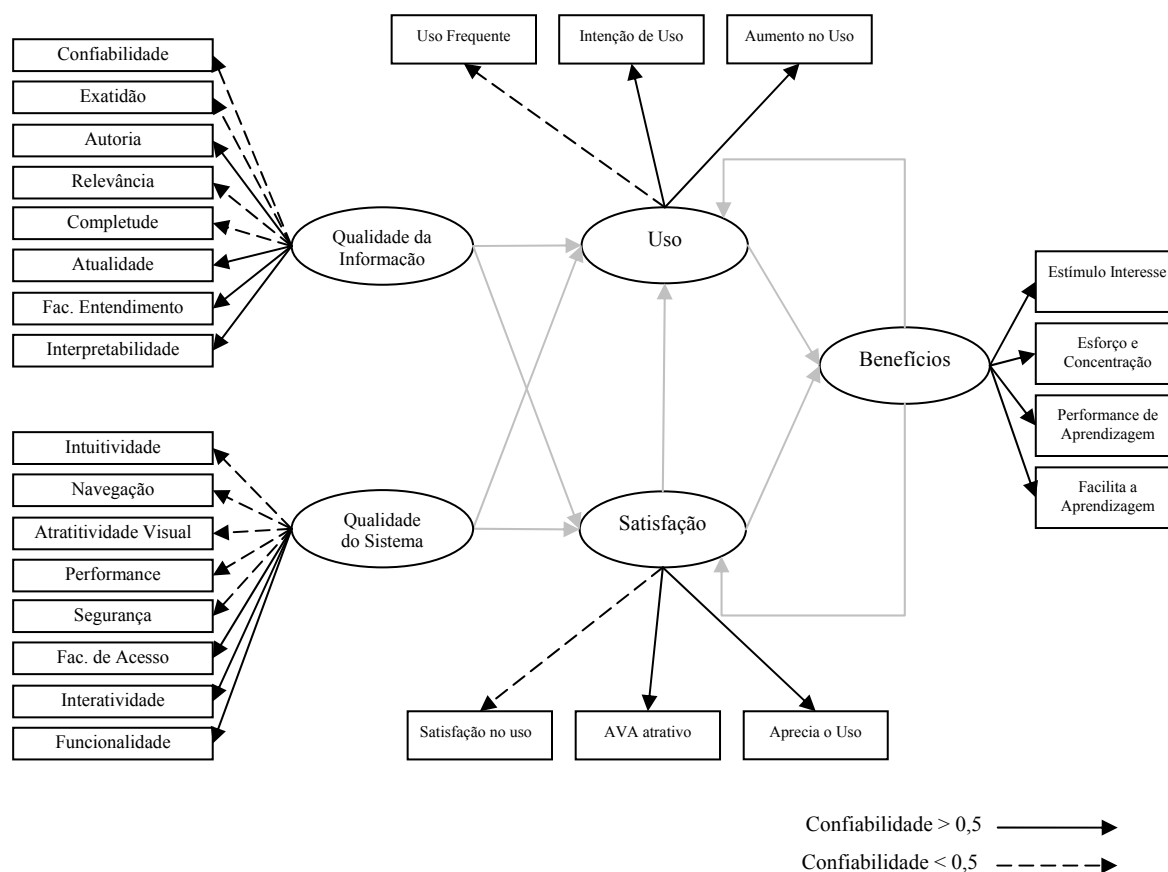 Confiabilidade
Exatidão
Autoria
Relevância
Completude
Atualidade
Fac. Entendimento
Interpretabilidade
Intuitividade
Navegação
Atratitividade Visual
Performance
Segurança
Fac. de Acesso
Interatividade
Funcionalidade
Qualidade da
Informação
Qualidade
do Sistema
Uso Frequente
Intenção de Uso
Aumento no Uso
Uso
Satisfação
Satisfação no uso
AVA atrativo
Aprecia o Uso
Benefícios
Estímulo Interesse
Esforço e
Concentração
Performance de
Aprendizagem
Facilita a
Aprendizagem
Confiabilidade > 0,5
Confiabilidade < 0,5